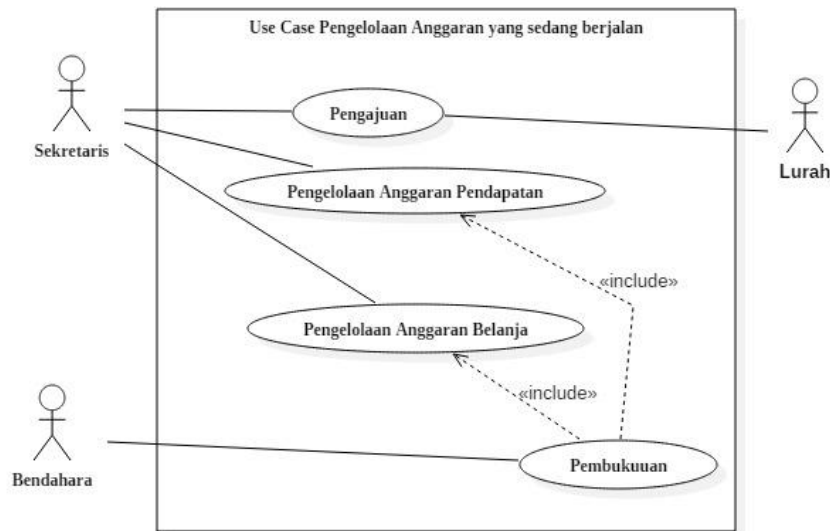 Use Case Pengelolaan Anggaran yang sedang berjalan
Pengajuan
Sekretaris
Lurah
Pengelolaan Anggaran Pendapatan
«include»
Pengelolaan Anggaran Belanja
«include»
Pembukuuan
Bendahara